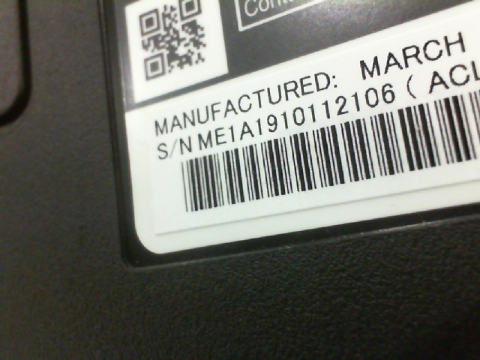 MANUFACTURED: MARCH
S/N ME1A1910112106 ( ACL